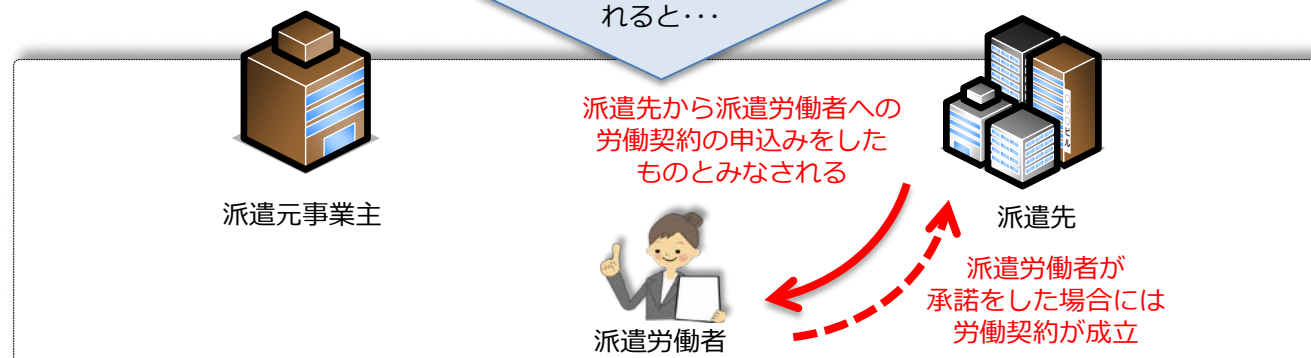 れると･･･
派遣先から派遣労働者への
労働契約の申込みをした
ものとみなされる
○○○ビル
派遣元事業主
派遣先
派遣労働者が
承諾をした場合には
労働契約が成立
派遣労働者